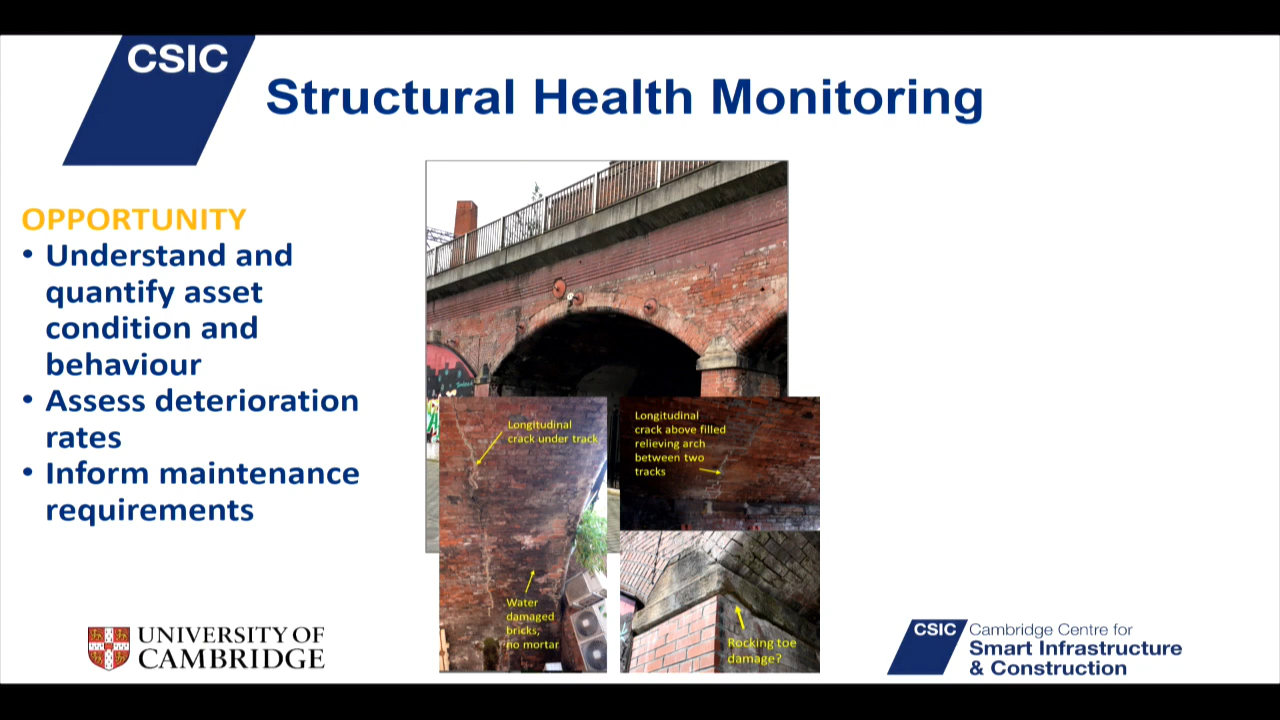 CSIC
Structural Health Monitoring
OPPORTUNITY
• Understand and
quantify asset
condition and
behaviour
• Assess deterioration
rates
• Inform maintenance
requirements
Longitudinal
crack under track
Water
damaged
bricks,
no mortar
Longitudinal
crack above filled
relieving arch
between two
tracks
Rocking toe
damage?
UNIVERSITY OF
CAMBRIDGE
CSIC
Cambridge Centre for
Smart Infrastructure
& Construction